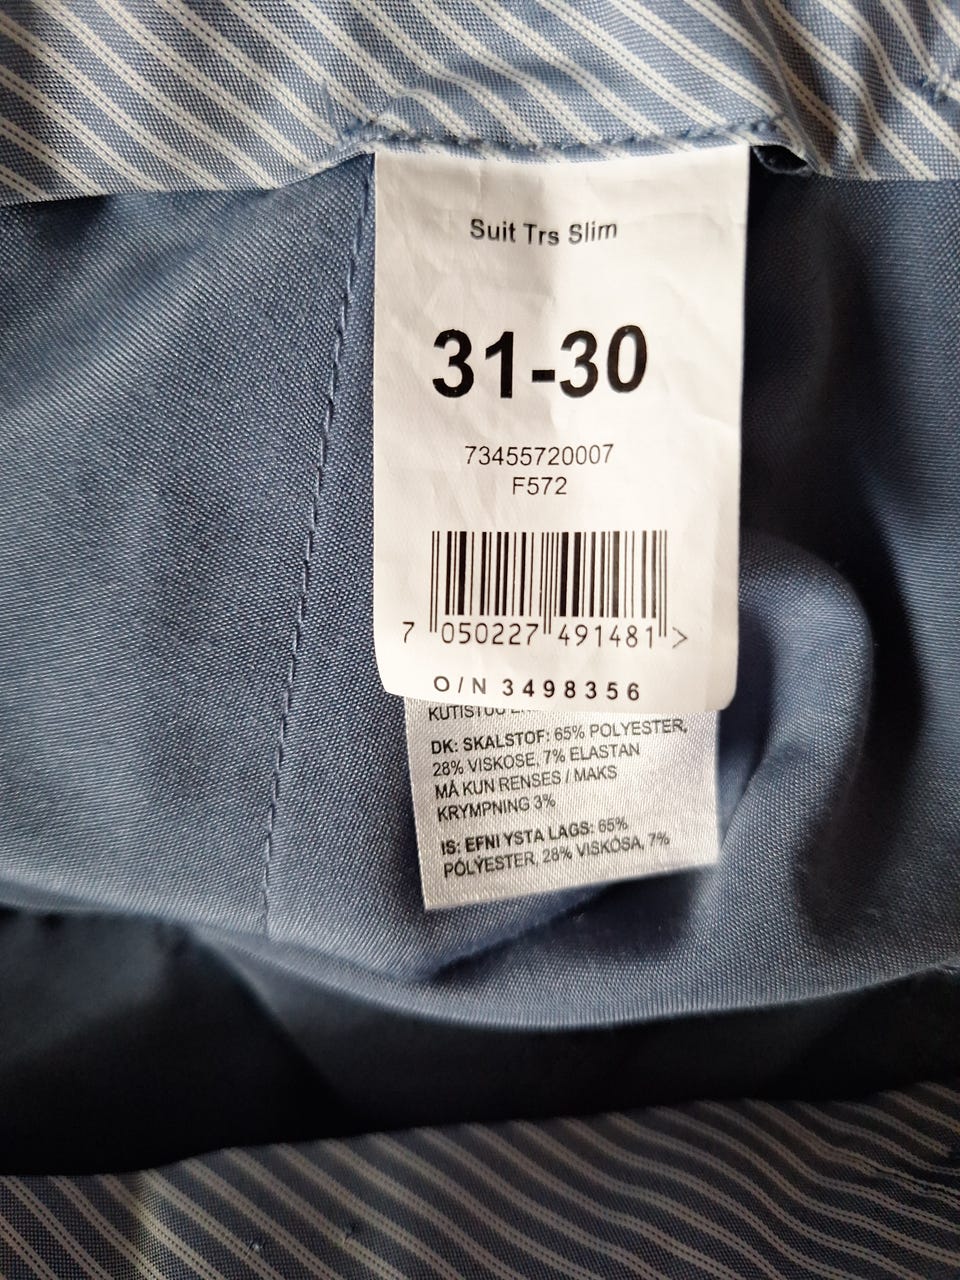 Suit Trs Slim
31-30
73455720007
F572
7 050227 491481 >
O/N 3498356
DK: SKALSTOF: 65% POLYESTER,
28% VISKOSE, 7% ELASTAN
MÅ KUN RENSES / MAKS
KRYMPNING 3%
IS: EFNI YSTA LAGS: 65%
PÓLYESTER, 28% VISKÓSA, 7%